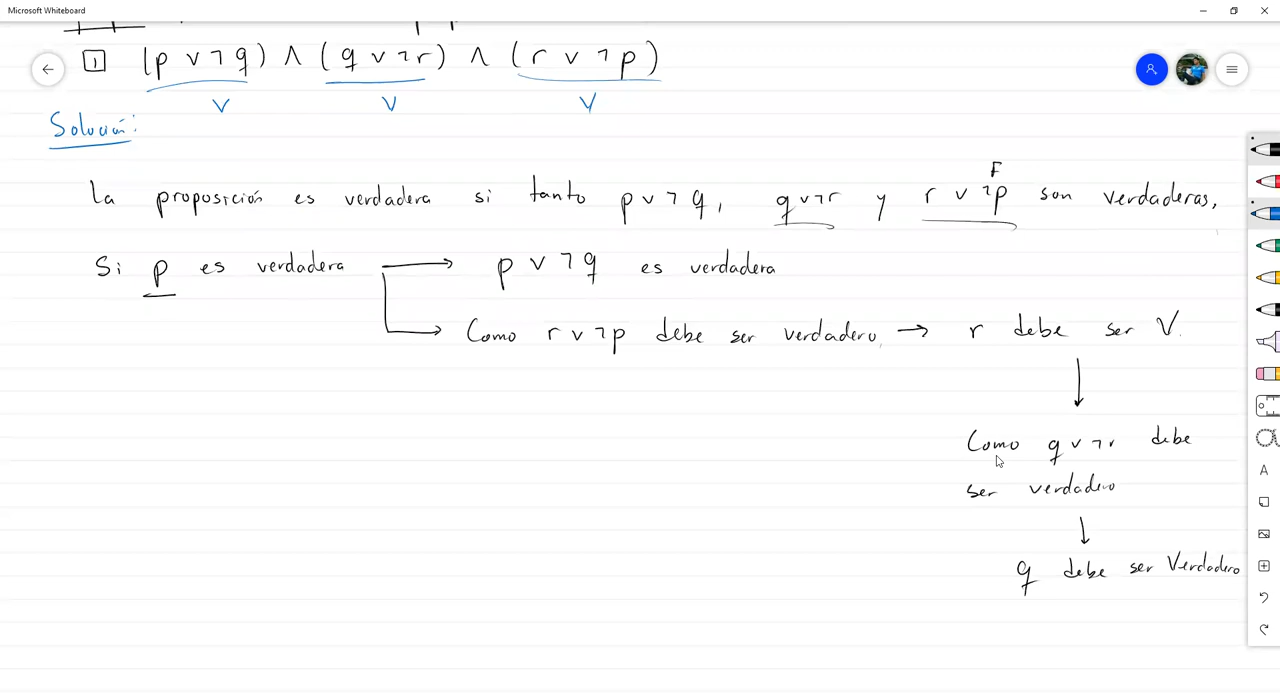 Microsoft Whiteboard
1 (p ∨ ¬q) ∧ (q ∨ ¬r) ∧ (r ∨ ¬p)
V V V
Solución:
F
La proposición es verdadera si tanto p ∨ ¬q, q ∨ ¬r y r ∨ ¬p son verdaderas,
Si p es verdadera → p ∨ ¬q es verdadera
→ Como r ∨ ¬p debe ser verdadero, → r debe ser V.
↓
Como q ∨ ¬r debe
ser verdadero
↓
q debe ser Verdadero